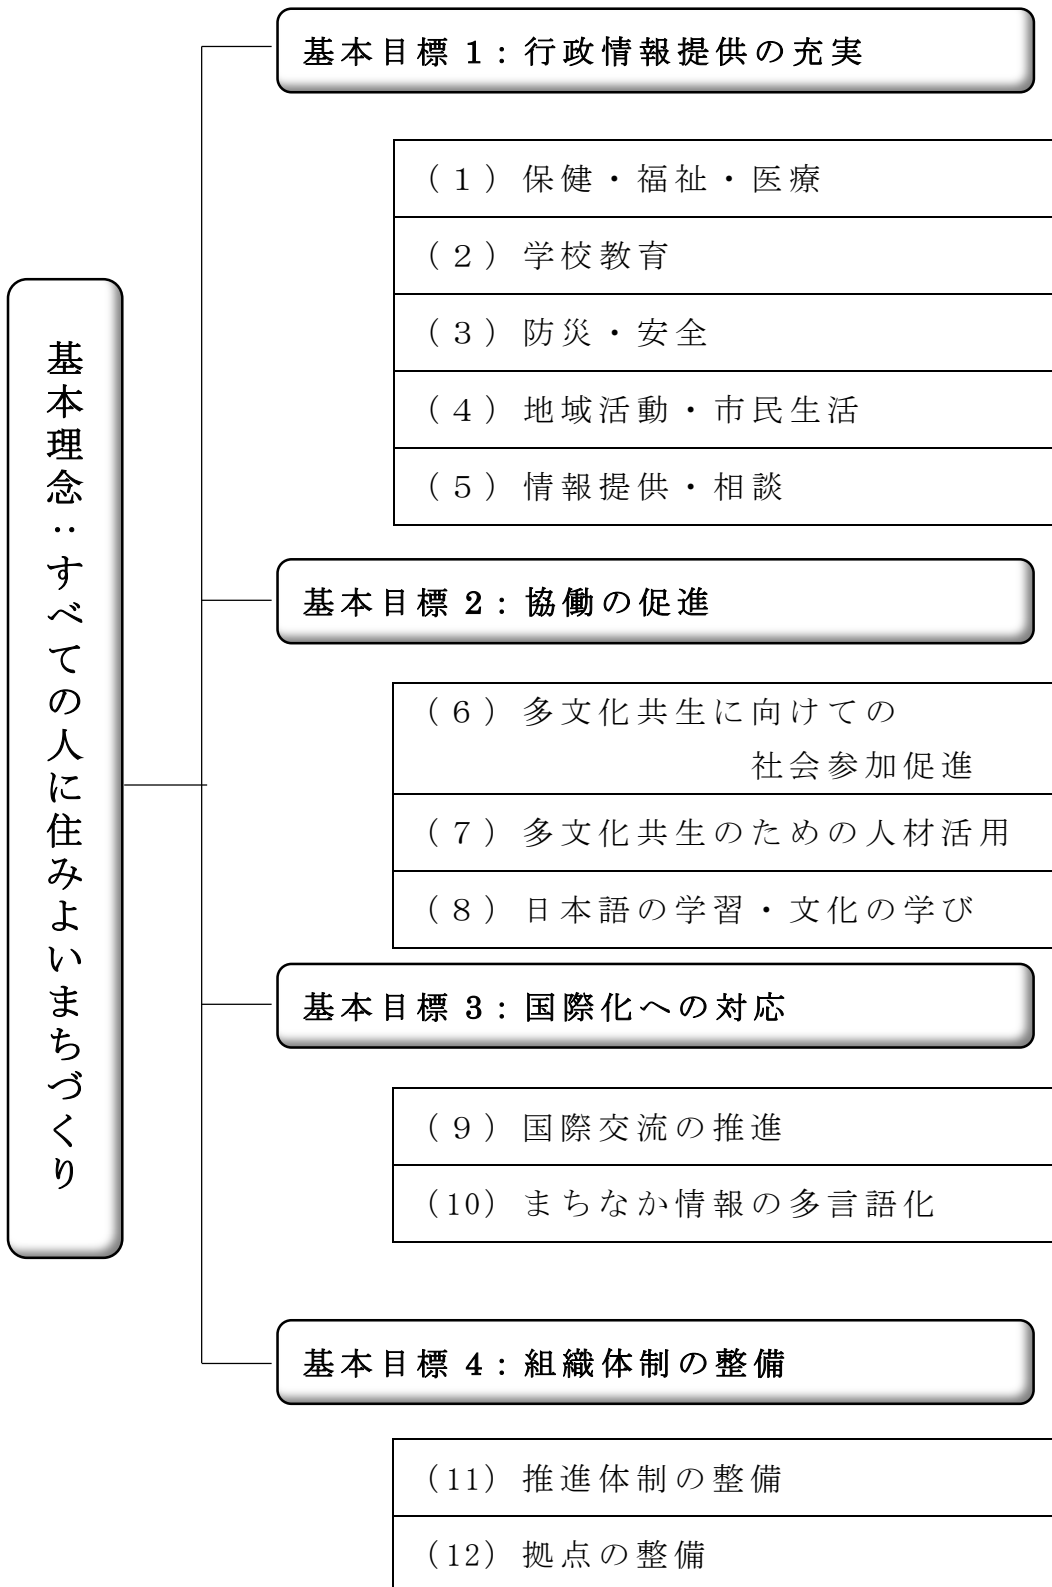 基本理念：すべての人に住みよいまちづくり
基本目標 1：行政情報提供の充実
（１）保健・福祉・医療
（２）学校教育
（３）防災・安全
（４）地域活動・市民生活
（５）情報提供・相談
基本目標 2：協働の促進
（６）多文化共生に向けての
社会参加促進
（７）多文化共生のための人材活用
（８）日本語の学習・文化の学び
基本目標 3：国際化への対応
（９）国際交流の推進
（10）まちなか情報の多言語化
基本目標 4：組織体制の整備
（11）推進体制の整備
（12）拠点の整備